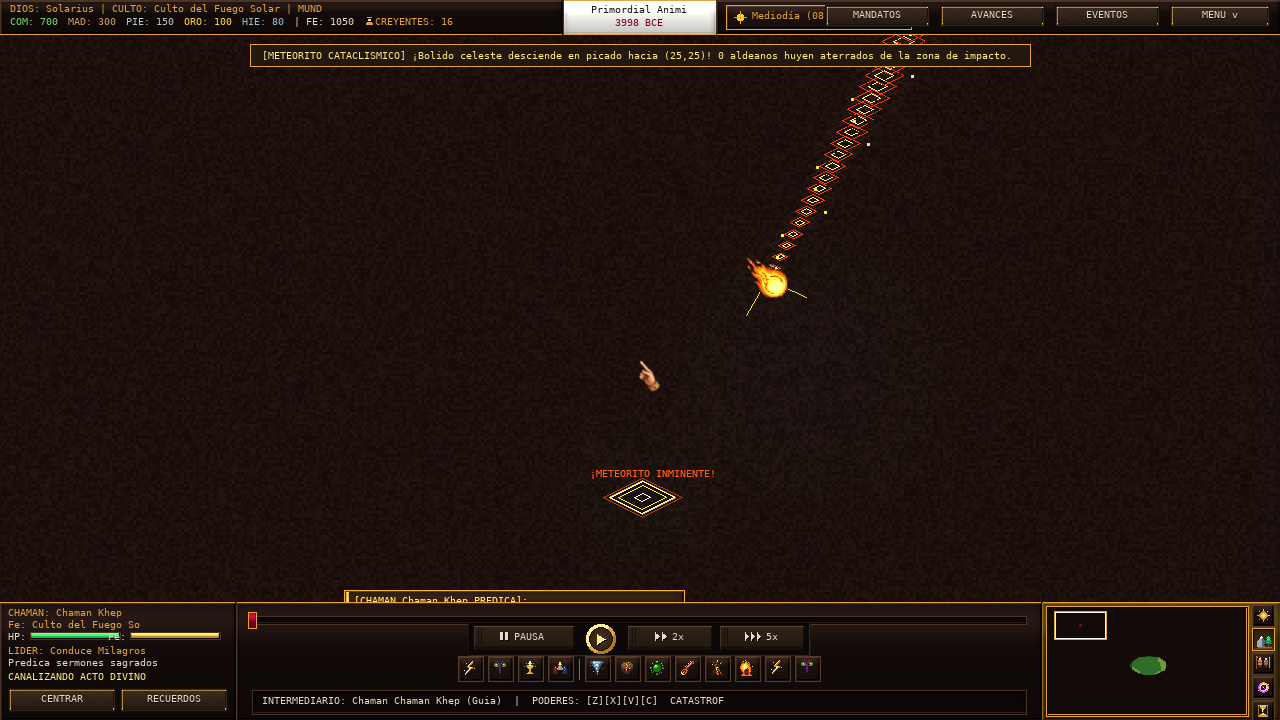 DIOS: Solarius | CULTO: Culto del Fuego Solar | MUND
COM: 700 MAD: 300 PIE: 150 ORO: 100 HIE: 80 | FE: 1050 CREYENTES: 16
Primordial Animi
3998 BCE
Mediodia (08
MANDATOS
AVANCES
EVENTOS
MENU v
[METEORITO CATACLISMICO] ¡Bolido celeste desciende en picado hacia (25,25)! 0 aldeanos huyen aterrados de la zona de impacto.
¡METEORITO INMINENTE!
[CHAMAN Chaman Khep PREDICA]:
CHAMAN: Chaman Khep
Fe: Culto del Fuego So
HP: FE:
LIDER: Conduce Milagros
Predica sermones sagrados
CANALIZANDO ACTO DIVINO
CENTRAR
RECUERDOS
PAUSA
2x
5x
INTERMEDIARIO: Chaman Chaman Khep (Guia) | PODERES: [Z][X][V][C] CATASTROF